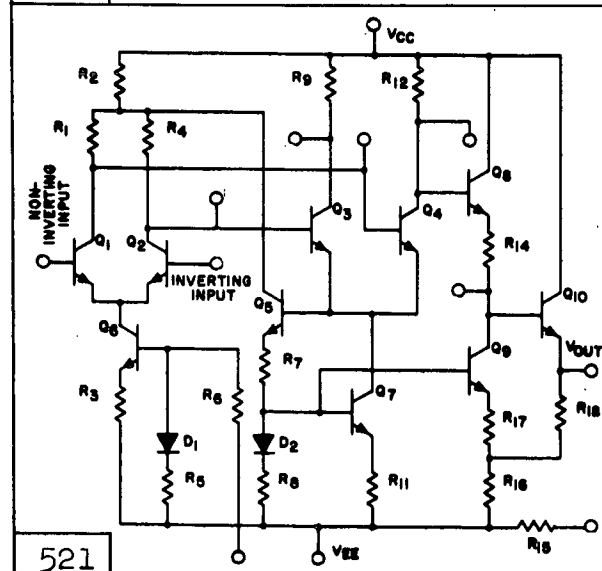 VCC
R2
R9
R12
R1
R4
NON-
INVERTING
INPUT
Q1
Q2
Q3
Q4
Q8
INVERTING
INPUT
R14
Q10
Q5
Q6
VOUT
R7
Q7
Q9
R3
R6
R18
R17
D1
D2
R5
R8
R11
R16
VEE
R15
521